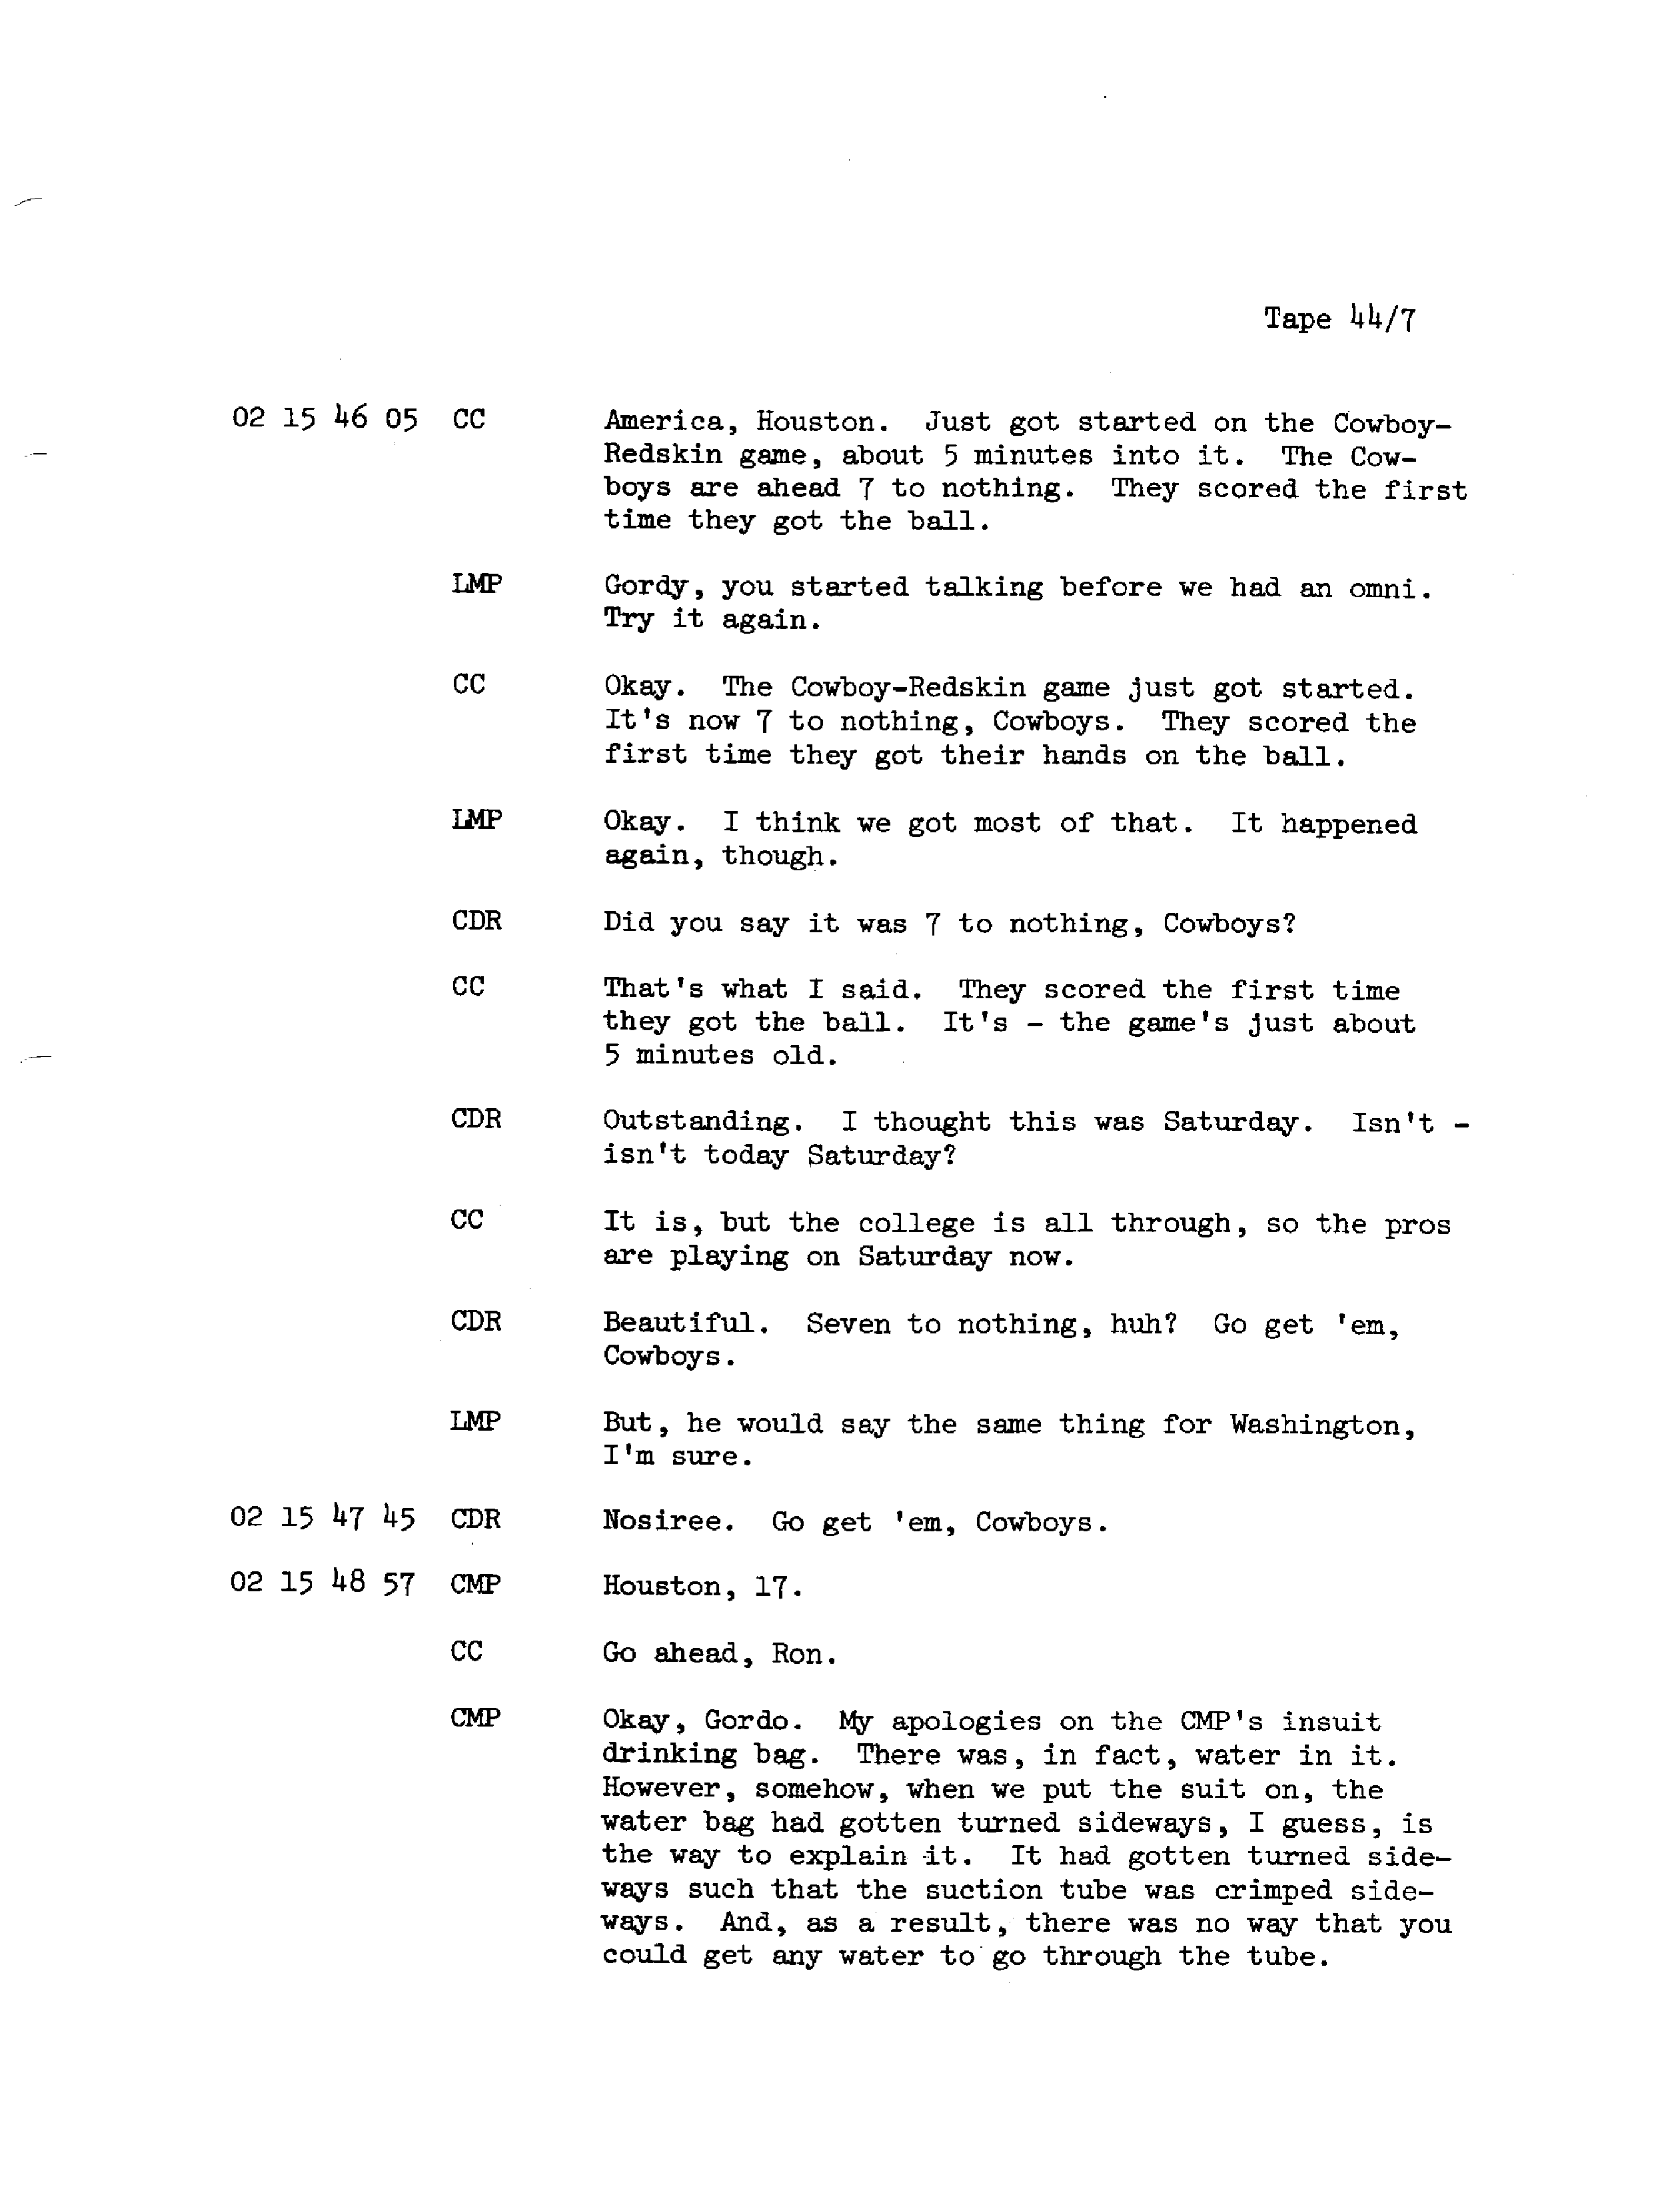 Tape 44/7
02 15 46 05 CC America, Houston. Just got started on the Cowboy-
Redskin game, about 5 minutes into it. The Cow-
boys are ahead 7 to nothing. They scored the first
time they got the ball.
LMP Gordy, you started talking before we had an omni.
Try it again.
CC Okay. The Cowboy-Redskin game just got started.
It's now 7 to nothing, Cowboys. They scored the
first time they got their hands on the ball.
LMP Okay. I think we got most of that. It happened
again, though.
CDR Did you say it was 7 to nothing, Cowboys?
CC That's what I said. They scored the first time
they got the ball. It's - the game's just about
5 minutes old.
CDR Outstanding. I thought this was Saturday. Isn't -
isn't today Saturday?
CC It is, but the college is all through, so the pros
are playing on Saturday now.
CDR Beautiful. Seven to nothing, huh? Go get 'em,
Cowboys.
LMP But, he would say the same thing for Washington,
I'm sure.
02 15 47 45 CDR Nosiree. Go get 'em, Cowboys.
02 15 48 57 CMP Houston, 17.
CC Go ahead, Ron.
CMP Okay, Gordo. My apologies on the CMP's insuit
drinking bag. There was, in fact, water in it.
However, somehow, when we put the suit on, the
water bag had gotten turned sideways, I guess, is
the way to explain it. It had gotten turned side-
ways such that the suction tube was crimped side-
ways. And, as a result, there was no way that you
could get any water to go through the tube.